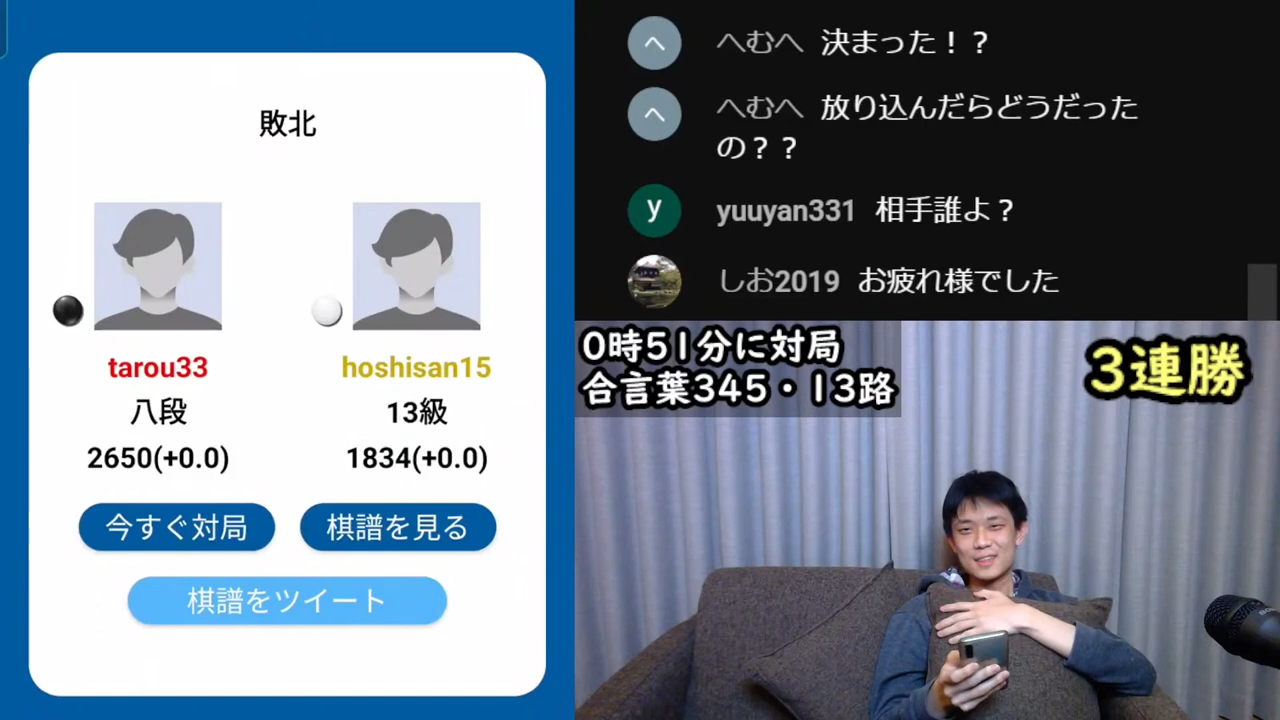 敗北
tarou33
八段
2650(+0.0)
hoshisan15
13級
1834(+0.0)
今すぐ対局
棋譜を見る
棋譜をツイート
へ へむへ 決まった！？
へ へむへ 放り込んだらどうだった
の？？
y yuuyan331 相手誰よ？
しお2019 お疲れ様でした
0時51分に対局
合言葉345・13路
3連勝